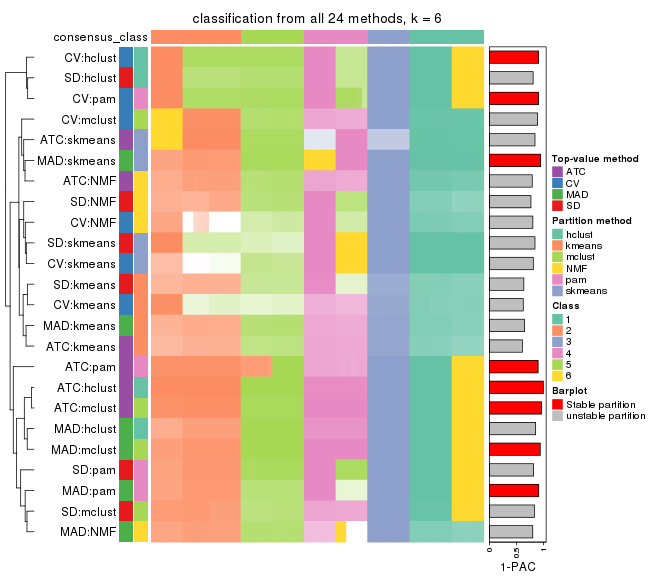 classification from all 24 methods, k = 6
consensus_class
CV:hclust
SD:hclust
CV:pam
CV:mclust
ATC:skmeans
MAD:skmeans
ATC:NMF
SD:NMF
CV:NMF
SD:skmeans
CV:skmeans
SD:kmeans
CV:kmeans
MAD:kmeans
ATC:kmeans
ATC:pam
ATC:hclust
ATC:mclust
MAD:hclust
MAD:mclust
SD:pam
MAD:pam
SD:mclust
MAD:NMF
0 0.5 1
1-PAC
Top-value method
ATC
CV
MAD
SD
Partition method
hclust
kmeans
mclust
NMF
pam
skmeans
Class
1
2
3
4
5
6
Barplot
Stable partition
unstable partition